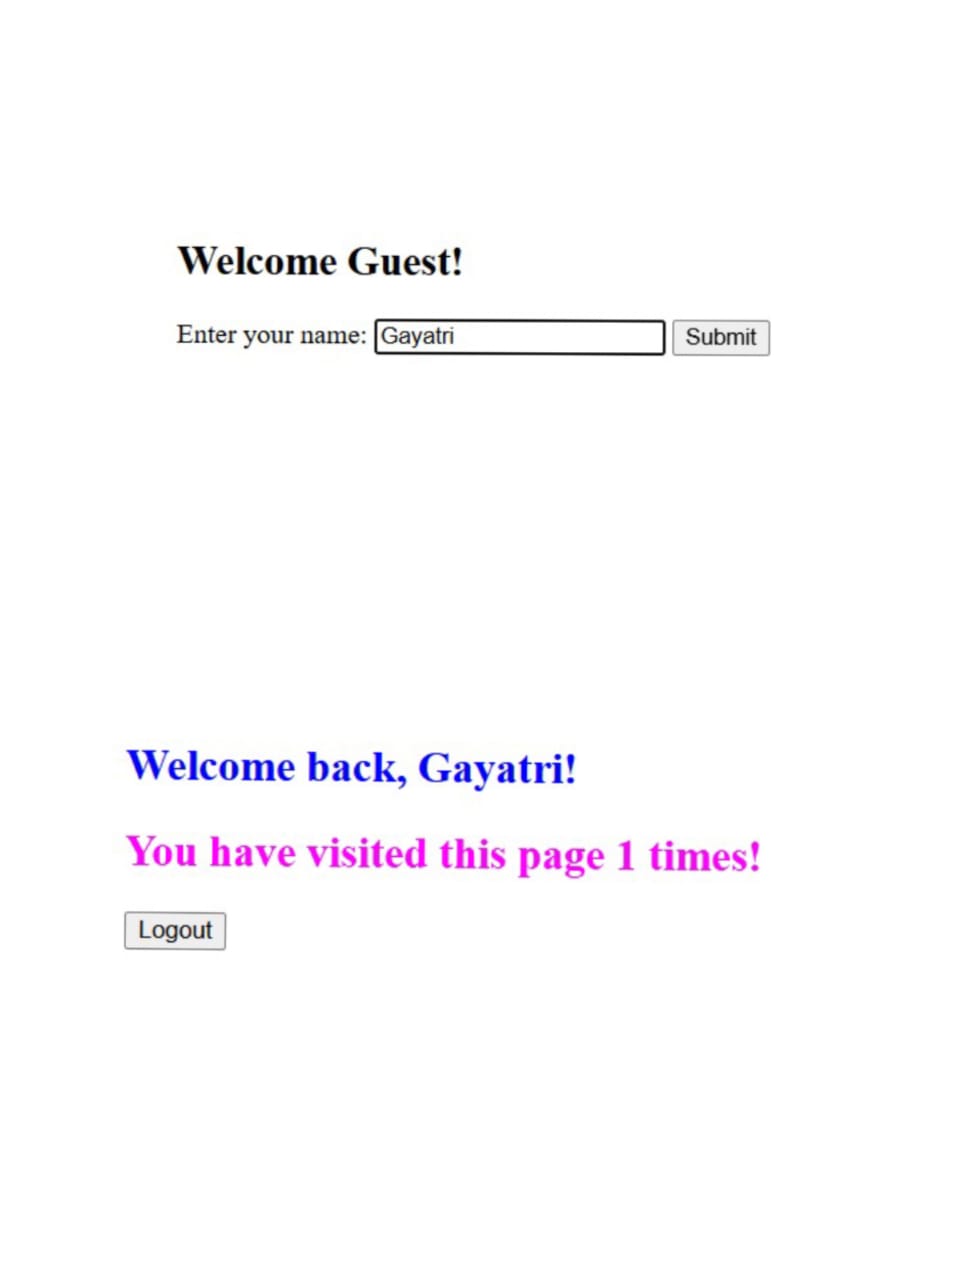 Welcome Guest!
Enter your name: Gayatri Submit
Welcome back, Gayatri!
You have visited this page 1 times!
Logout